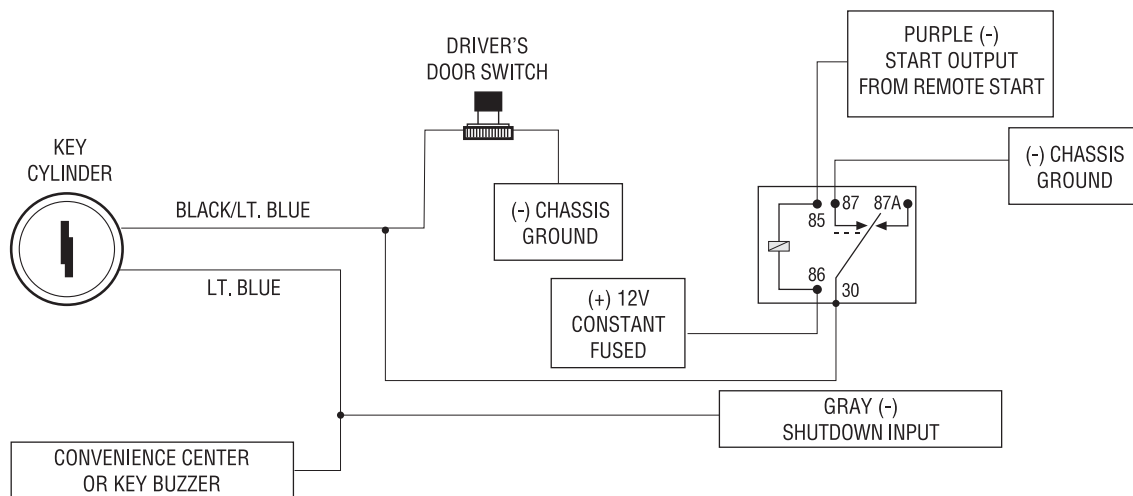 PURPLE (-)
START OUTPUT
FROM REMOTE START
DRIVER'S
DOOR SWITCH
KEY
CYLINDER
(-) CHASSIS
GROUND
BLACK/LT. BLUE
(-) CHASSIS
GROUND
85
87
87A
86
30
LT. BLUE
(+) 12V
CONSTANT
FUSED
GRAY (-)
SHUTDOWN INPUT
CONVENIENCE CENTER
OR KEY BUZZER